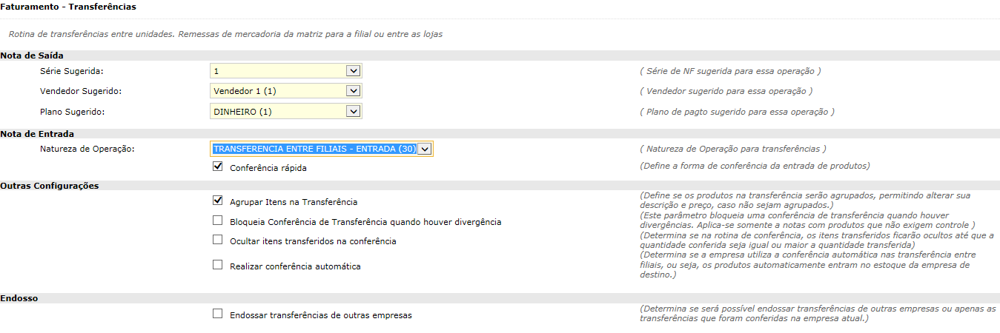 Faturamento - Transferências
Rotina de transferências entre unidades. Remessas de mercadoria da matriz para a filial ou entre as lojas
Nota de Saída
Série Sugerida: 1 ( Série de NF sugerida para essa operação )
Vendedor Sugerido: Vendedor 1 (1) ( Vendedor sugerido para essa operação )
Plano Sugerido: DINHEIRO (1) ( Plano de pagto sugerido para essa operação )
Nota de Entrada
Natureza de Operação: TRANSFERENCIA ENTRE FILIAIS - ENTRADA (30) ( Natureza de Operação para transferências )
Conferência rápida (Define a forma de conferência da entrada de produtos)
Outras Configurações
Agrupar Itens na Transferência (Define se os produtos na transferência serão agrupados, permitindo alterar sua
descrição e preço, caso não sejam agrupados.)
Bloqueia Conferência de Transferência quando houver divergência (Este parâmetro bloqueia uma conferência de transferência quando houver
divergências. Aplica-se somente a notas com produtos que não exigem controle )
Ocultar itens transferidos na conferência (Determina se na rotina de conferência, os itens transferidos ficarão ocultos até que a
quantidade conferida seja igual ou maior a quantidade transferida)
Realizar conferência automática (Determina se a empresa utiliza a conferência automática nas transferência entre
filiais, ou seja, os produtos automaticamente entram no estoque da empresa de
destino.)
Endosso
Endossar transferências de outras empresas (Determina se será possível endossar transferências de outras empresas ou apenas as
transferências que foram conferidas na empresa atual.)